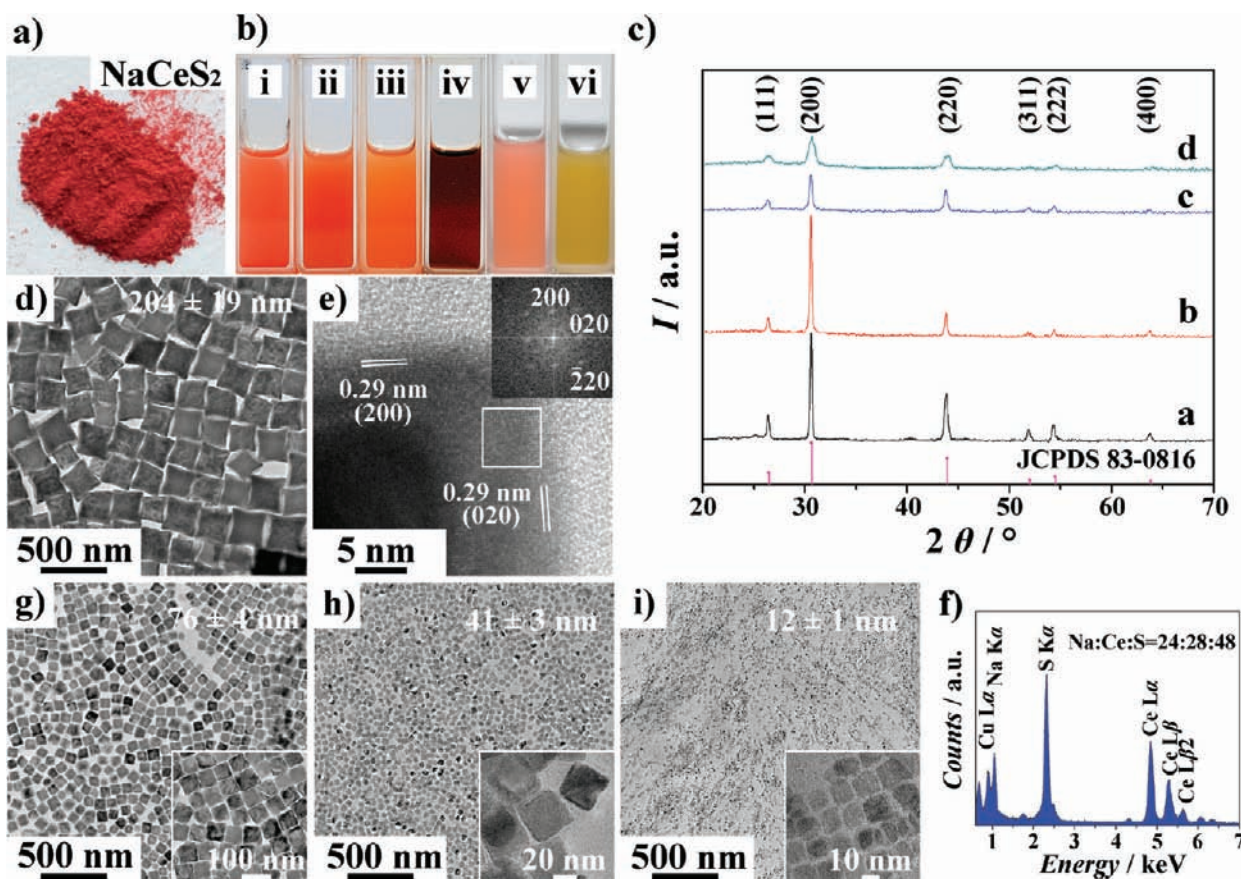 a)
NaCeS₂
b)
i ii iii iv v vi
c)
(111) (200) (220) (311) (222) (400)
d
c
b
a
JCPDS 83-0816
I / a.u.
20 30 40 50 60 70
2 θ / °
d)
204 ± 19 nm
500 nm
e)
200
020
2̄20
0.29 nm
(200)
0.29 nm
(020)
5 nm
g)
76 ± 4 nm
500 nm
100 nm
h)
41 ± 3 nm
500 nm
20 nm
i)
12 ± 1 nm
500 nm
10 nm
f)
Na:Ce:S=24:28:48
Cu Lα
Na Kα
S Kα
Ce Lα
Ce Lβ
Ce Lβ2
Counts / a.u.
1 2 3 4 5 6 7
Energy / keV